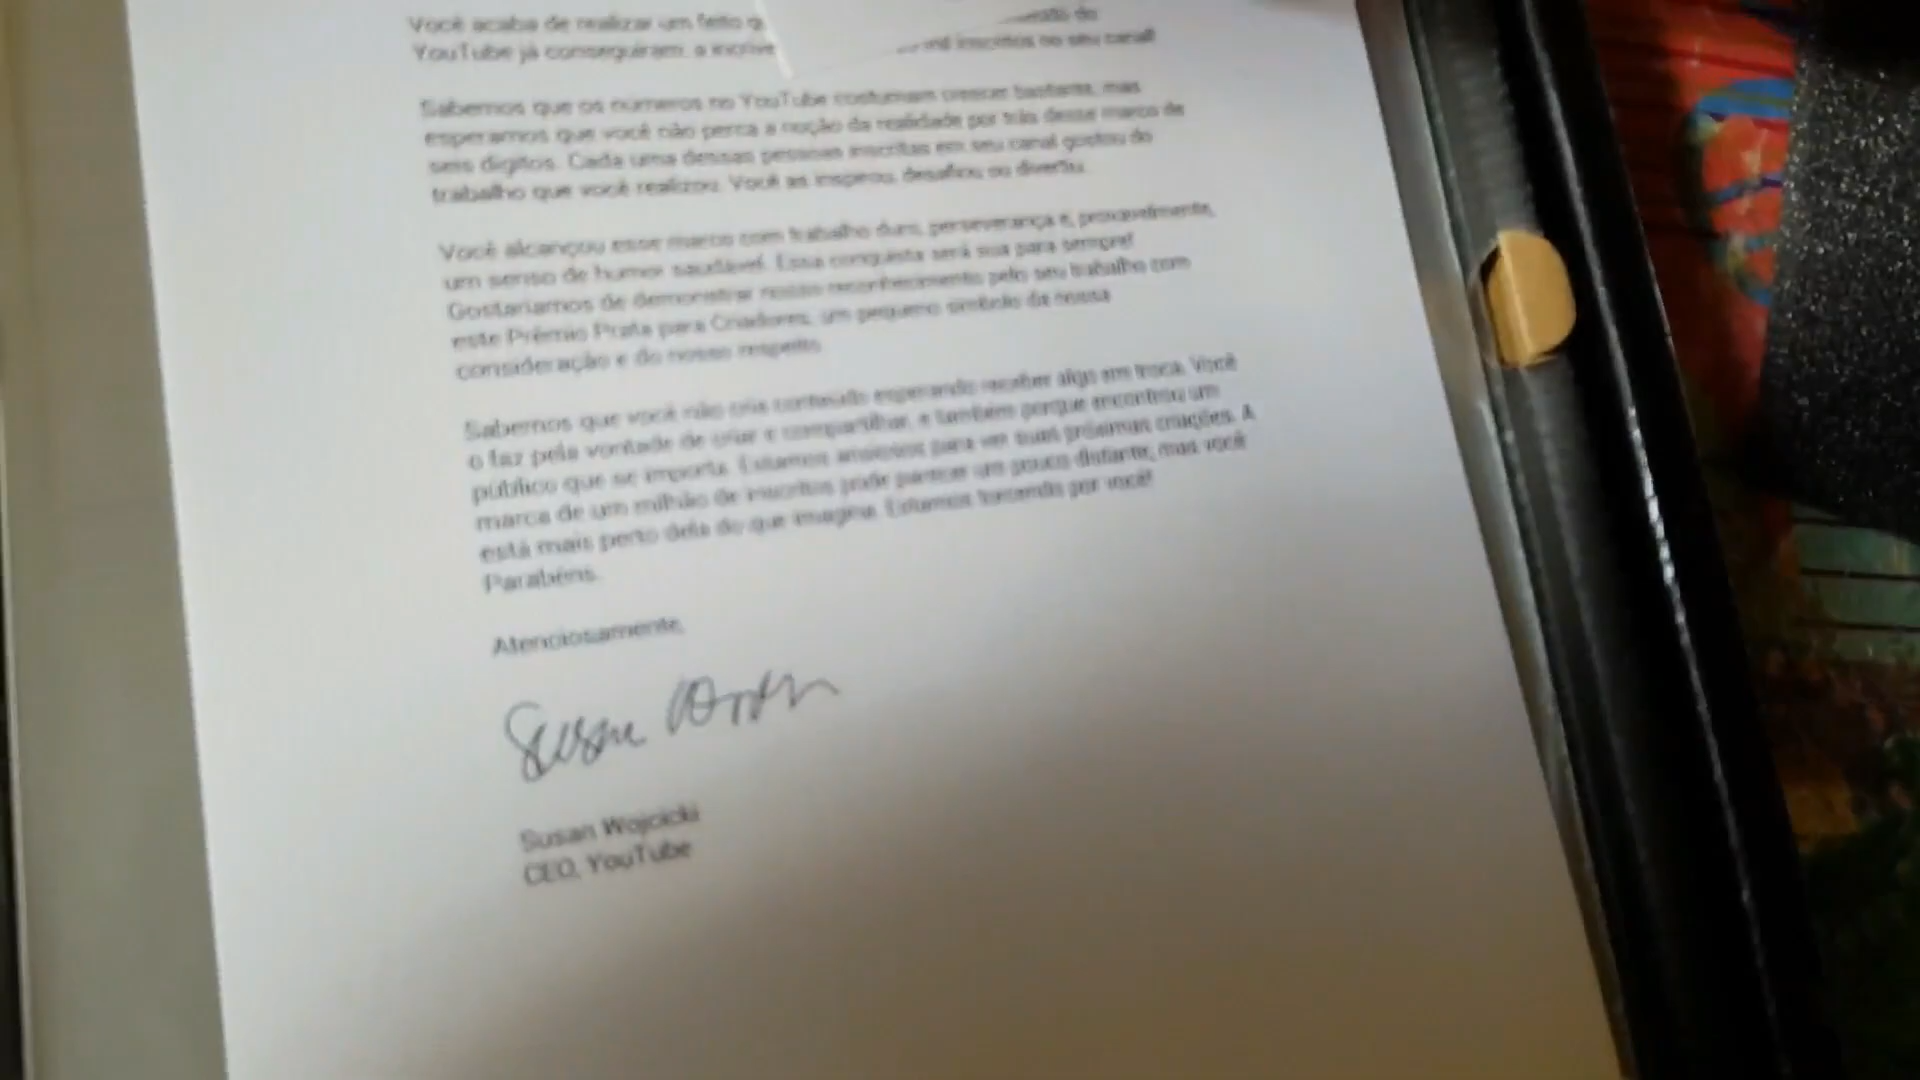 Você acaba de realizar um feito q
YouTube já conseguiram: a incríve mil inscritos no seu canal!
Sabemos que os números no YouTube costumam crescer bastante, mas
esperamos que você não perca a noção da realidade por trás desse marco de
seis dígitos. Cada uma dessas pessoas inscritas em seu canal gostou do
trabalho que você realizou. Você as inspirou, desafiou ou divertiu.
Você alcançou esse marco com trabalho duro, perseverança e, provavelmente,
um senso de humor saudável. Essa conquista será sua para sempre!
Gostaríamos de demonstrar nosso reconhecimento pelo seu trabalho com
este Prêmio Prata para Criadores, um pequeno símbolo da nossa
consideração e do nosso respeito.
Sabemos que você não cria conteúdo esperando receber algo em troca. Você
o faz pela vontade de criar e compartilhar, e também porque encontrou um
público que se importa. Estamos ansiosos para ver suas próximas criações. A
marca de um milhão de inscritos pode parecer um pouco distante, mas você
está mais perto dela do que imagina. Estamos torcendo por você!
Parabéns.
Atenciosamente,
Susan Wojcicki
CEO, YouTube